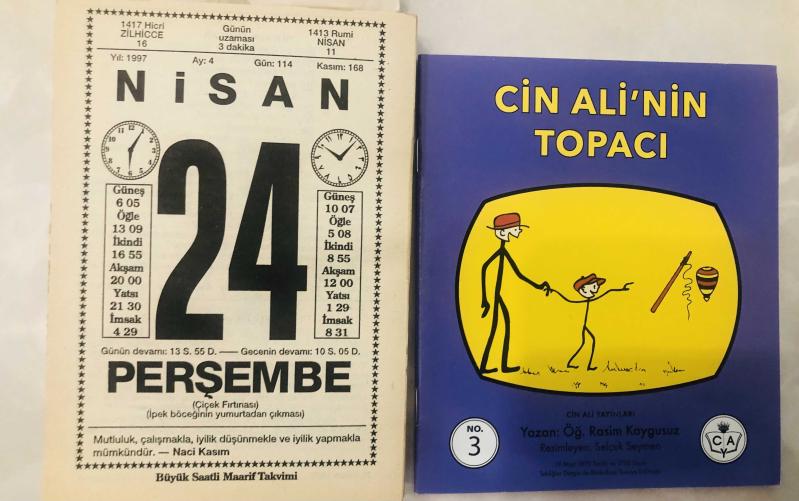 1417 Hicri
ZİLHİCCE
16
Günün
uzaması
3 dakika
1413 Rumi
NİSAN
11
Yıl: 1997 Ay: 4 Gün: 114 Kasım: 168
NİSAN
24
Güneş
6 05
Öğle
13 09
İkindi
16 55
Akşam
20 00
Yatsı
21 30
İmsak
4 29
Güneş
10 07
Öğle
5 08
İkindi
8 55
Akşam
12 00
Yatsı
1 29
İmsak
8 31
Günün devamı: 13 S. 55 D. — Gecenin devamı: 10 S. 05 D.
PERŞEMBE
(Çiçek Fırtınası)
(İpek böceğinin yumurtadan çıkması)
Mutluluk, çalışmakla, iyilik düşünmekle ve iyilik yapmakla
mümkündür. — Naci Kasım
Büyük Saatli Maarif Takvimi
CİN ALİ'NİN
TOPACI
CİN ALİ YAYINLARI
Yazan: Öğ. Rasim Kaygusuz
Resimleyen: Selçuk Seymen
NO.
3
C A
Y